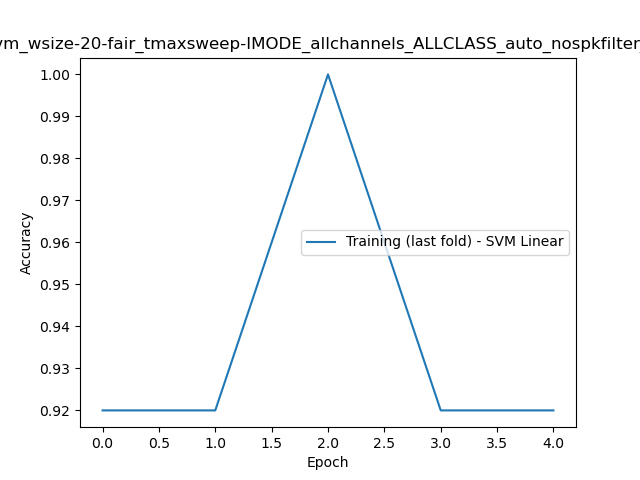 vm_wsize-20-fair_tmaxsweep-IMODE_allchannels_ALLCLASS_auto_nospkfilter_
1.00
0.99
0.98
0.97
0.96
0.95
0.94
0.93
0.92
Accuracy
Training (last fold) - SVM Linear
0.0 0.5 1.0 1.5 2.0 2.5 3.0 3.5 4.0
Epoch